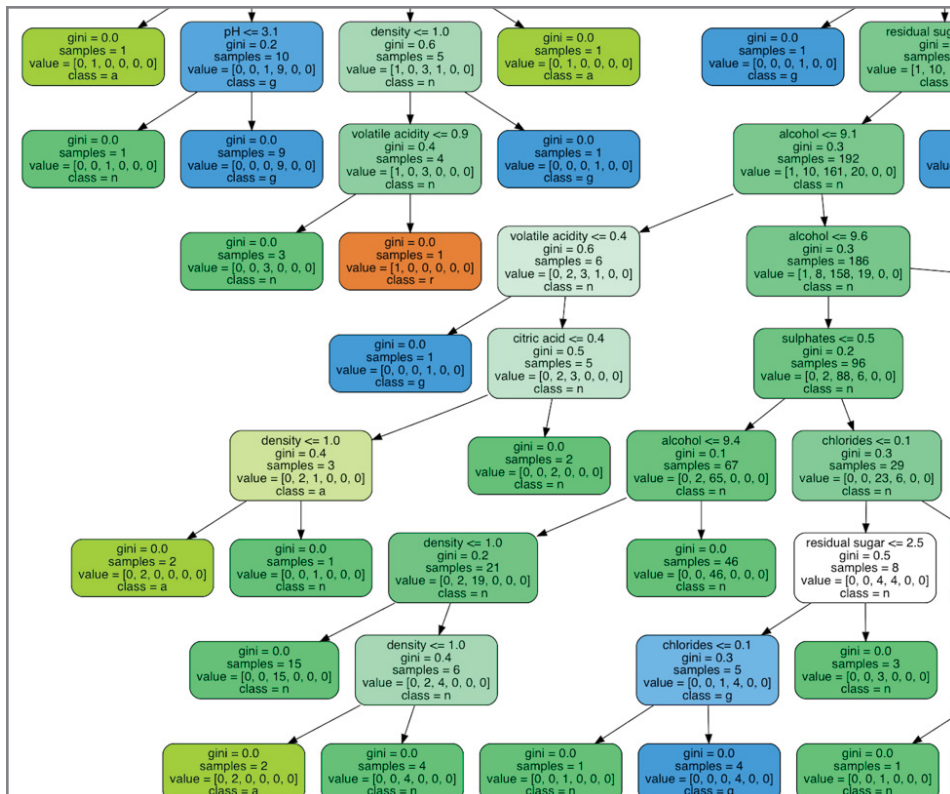 gini = 0.0
samples = 1
value = [0, 1, 0, 0, 0, 0]
class = a
pH <= 3.1
gini = 0.2
samples = 10
value = [0, 0, 1, 9, 0, 0]
class = g
density <= 1.0
gini = 0.6
samples = 5
value = [1, 0, 3, 1, 0, 0]
class = n
gini = 0.0
samples = 1
value = [0, 1, 0, 0, 0, 0]
class = a
gini = 0.0
samples = 1
value = [0, 0, 0, 1, 0, 0]
class = g
residual
gini =
samples
value = [1, 10,
class =
gini = 0.0
samples = 1
value = [0, 0, 1, 0, 0, 0]
class = n
gini = 0.0
samples = 9
value = [0, 0, 0, 9, 0, 0]
class = g
volatile acidity <= 0.9
gini = 0.4
samples = 4
value = [1, 0, 3, 0, 0, 0]
class = n
gini = 0.0
samples = 1
value = [0, 0, 0, 1, 0, 0]
class = g
alcohol <= 9.1
gini = 0.3
samples = 192
value = [1, 10, 161, 20, 0, 0]
class = n
gini = 0.0
samples = 3
value = [0, 0, 3, 0, 0, 0]
class = n
gini = 0.0
samples = 1
value = [1, 0, 0, 0, 0, 0]
class = r
volatile acidity <= 0.4
gini = 0.6
samples = 6
value = [0, 2, 3, 1, 0, 0]
class = n
alcohol <= 9.6
gini = 0.3
samples = 186
value = [1, 8, 158, 19, 0, 0]
class = n
gini = 0.0
samples = 1
value = [0, 0, 0, 1, 0, 0]
class = g
citric acid <= 0.4
gini = 0.5
samples = 5
value = [0, 2, 3, 0, 0, 0]
class = n
sulphates <= 0.5
gini = 0.2
samples = 96
value = [0, 2, 88, 6, 0, 0]
class = n
density <= 1.0
gini = 0.4
samples = 3
value = [0, 2, 1, 0, 0, 0]
class = a
gini = 0.0
samples = 2
value = [0, 0, 2, 0, 0, 0]
class = n
alcohol <= 9.4
gini = 0.1
samples = 67
value = [0, 2, 65, 0, 0, 0]
class = n
chlorides <= 0.1
gini = 0.3
samples = 29
value = [0, 0, 23, 6, 0, 0]
class = n
gini = 0.0
samples = 2
value = [0, 2, 0, 0, 0, 0]
class = a
gini = 0.0
samples = 1
value = [0, 0, 1, 0, 0, 0]
class = n
density <= 1.0
gini = 0.2
samples = 21
value = [0, 2, 19, 0, 0, 0]
class = n
gini = 0.0
samples = 46
value = [0, 0, 46, 0, 0, 0]
class = n
residual sugar <= 2.5
gini = 0.5
samples = 8
value = [0, 0, 4, 4, 0, 0]
class = n
gini = 0.0
samples = 15
value = [0, 0, 15, 0, 0, 0]
class = n
density <= 1.0
gini = 0.4
samples = 6
value = [0, 2, 4, 0, 0, 0]
class = n
chlorides <= 0.1
gini = 0.3
samples = 5
value = [0, 0, 1, 4, 0, 0]
class = g
gini = 0.0
samples = 3
value = [0, 0, 3, 0, 0, 0]
class = n
gini = 0.0
samples = 2
value = [0, 2, 0, 0, 0, 0]
class = a
gini = 0.0
samples = 4
value = [0, 0, 4, 0, 0, 0]
class = n
gini = 0.0
samples = 1
value = [0, 0, 1, 0, 0, 0]
class = n
gini = 0.0
samples = 4
value = [0, 0, 0, 4, 0, 0]
class = g
gini = 0.0
samples = 1
value = [0, 0, 1, 0, 0, 0]
class = n